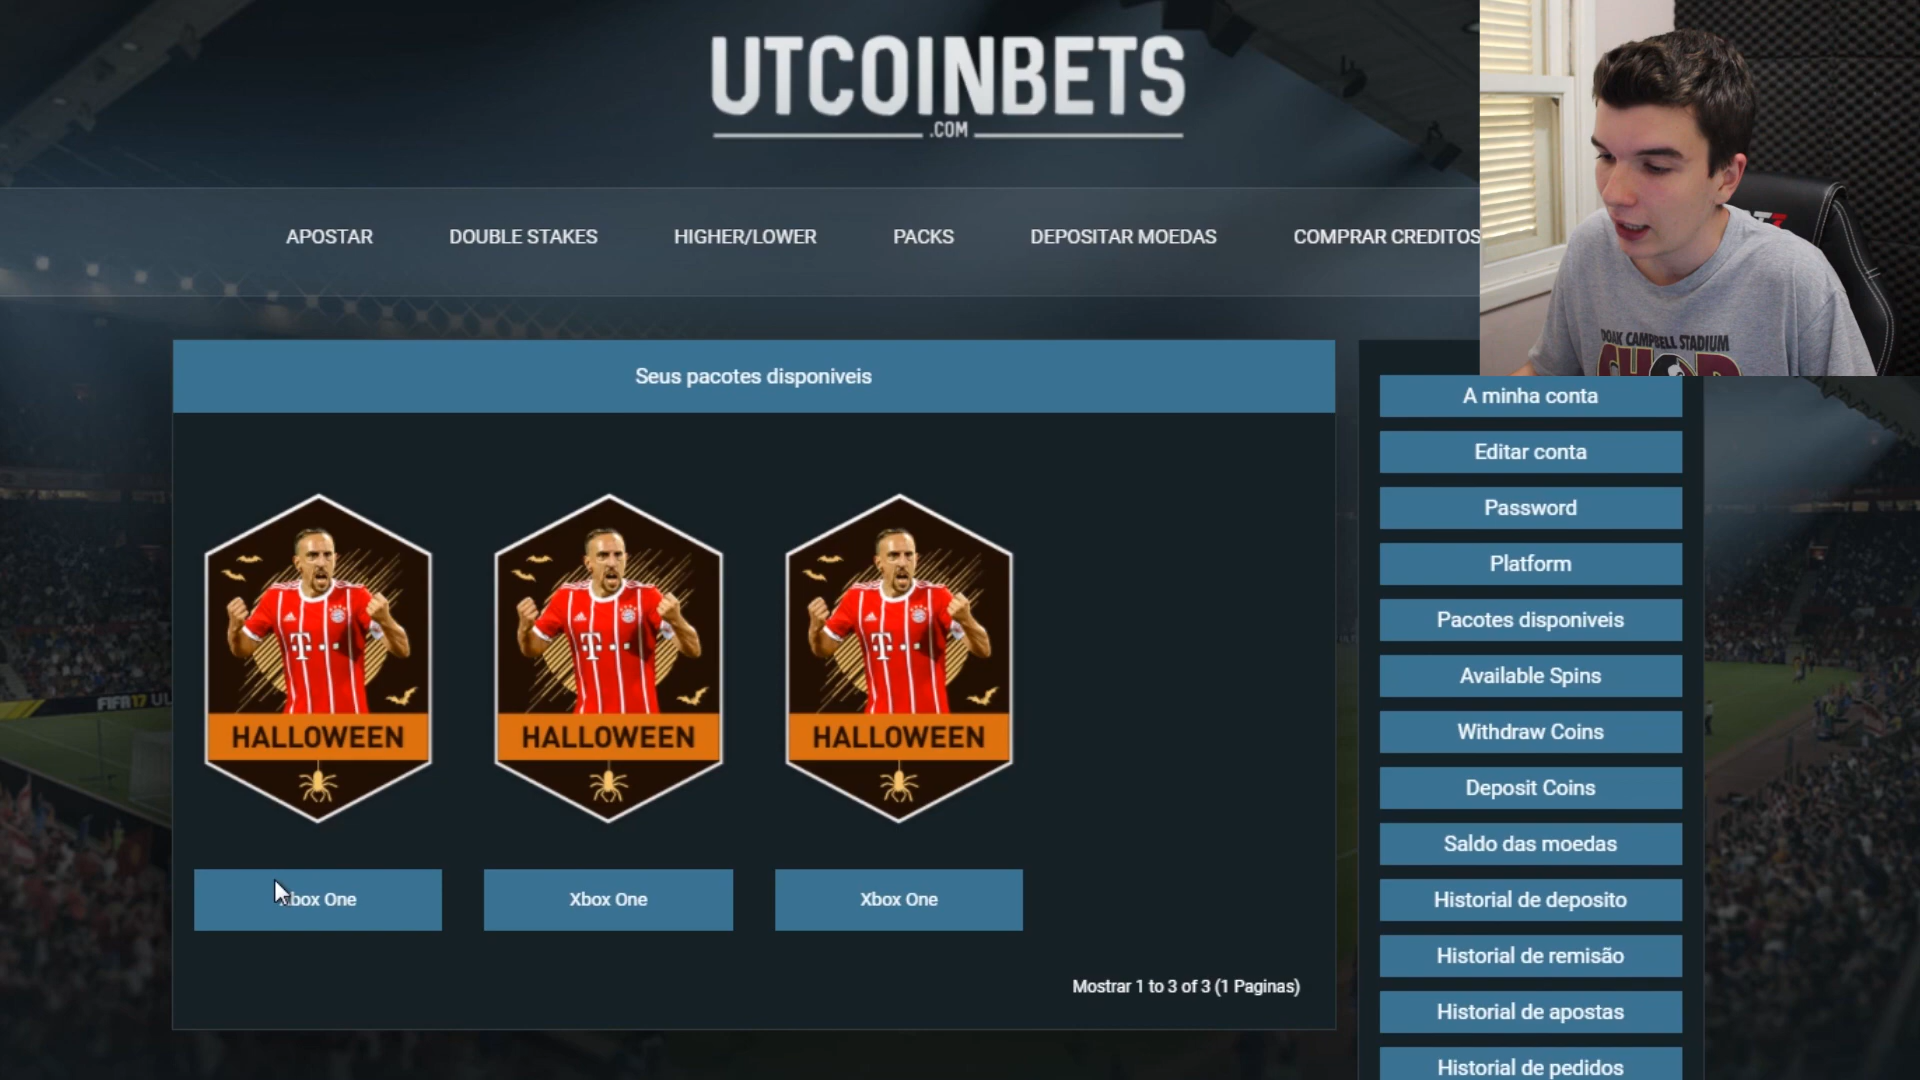 UTCOINBETS
.COM
APOSTAR DOUBLE STAKES HIGHER/LOWER PACKS DEPOSITAR MOEDAS COMPRAR CREDITOS
DOAK CAMPBELL STADIUM
Seus pacotes disponiveis
HALLOWEEN HALLOWEEN HALLOWEEN
Xbox One Xbox One
Mostrar 1 to 3 of 3 (1 Paginas)
A minha conta
Editar conta
Password
Platform
Pacotes disponiveis
Available Spins
Withdraw Coins
Deposit Coins
Saldo das moedas
Historial de deposito
Historial de remisão
Historial de apostas
Historial de pedidos
FIFA 17 UL
T
T
T